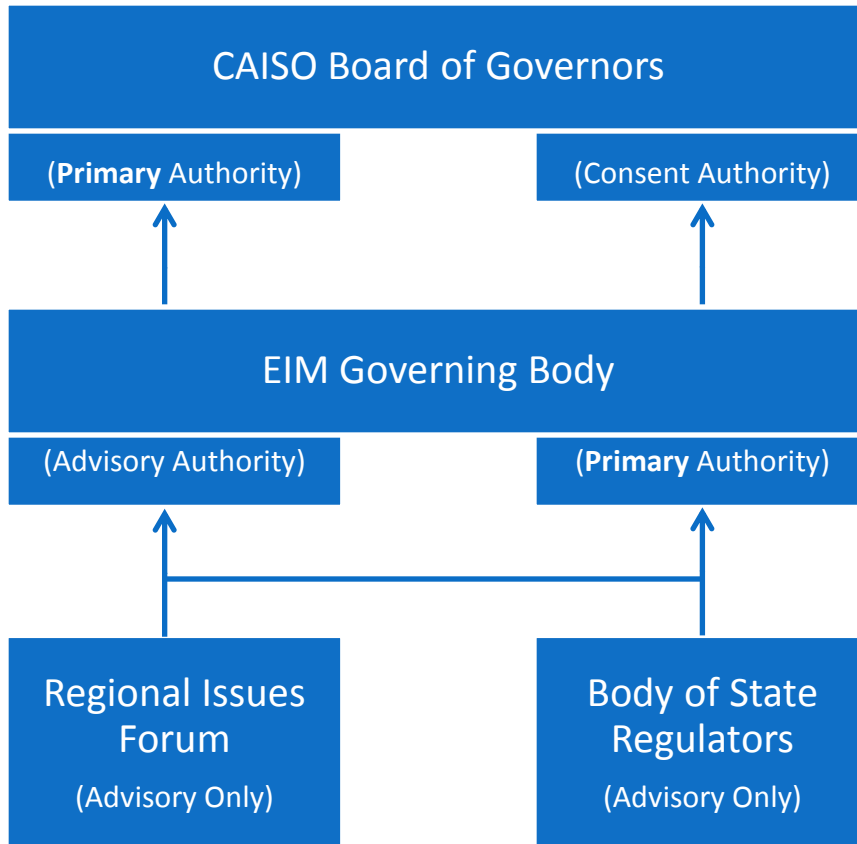 CAISO Board of Governors
(Primary Authority)
(Consent Authority)
EIM Governing Body
(Advisory Authority)
(Primary Authority)
Regional Issues
Forum
(Advisory Only)
Body of State
Regulators
(Advisory Only)